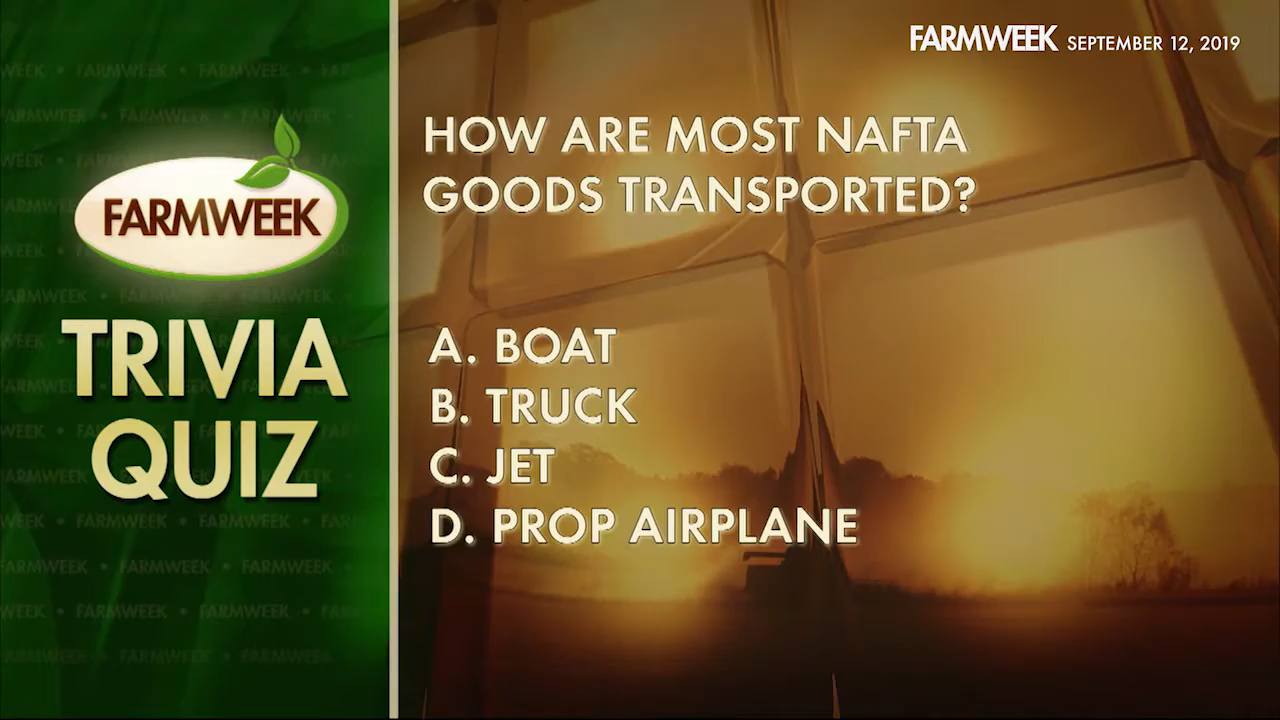 FARMWEEK SEPTEMBER 12, 2019
FARMWEEK
TRIVIA
QUIZ
HOW ARE MOST NAFTA
GOODS TRANSPORTED?
A. BOAT
B. TRUCK
C. JET
D. PROP AIRPLANE